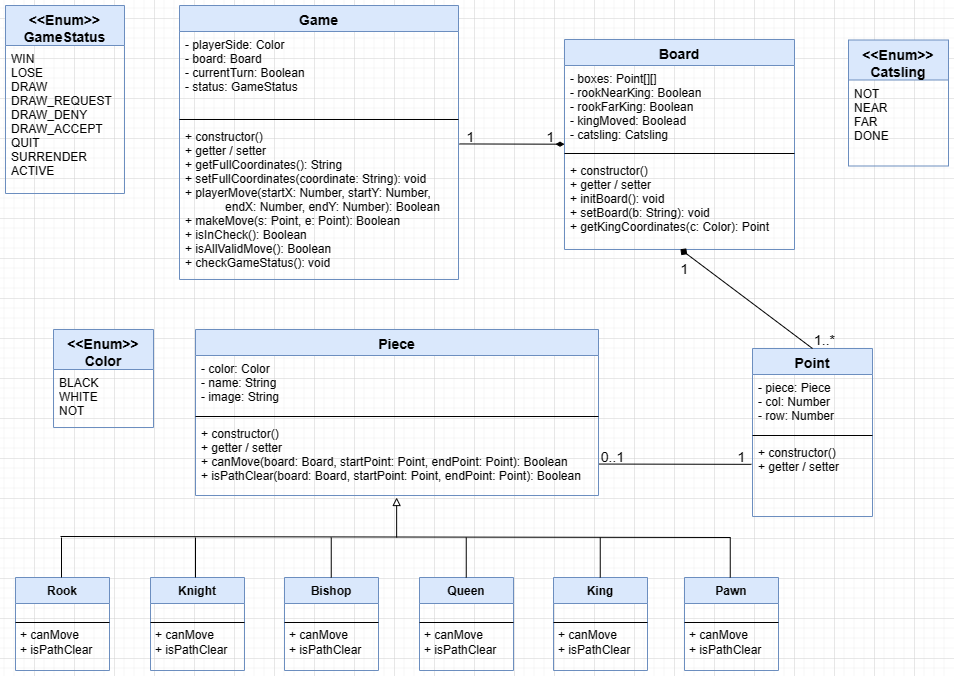 <<Enum>>
GameStatus
WIN
LOSE
DRAW
DRAW_REQUEST
DRAW_DENY
DRAW_ACCEPT
QUIT
SURRENDER
ACTIVE
Game
- playerSide: Color
- board: Board
- currentTurn: Boolean
- status: GameStatus
+ constructor()
+ getter / setter
+ getFullCoordinates(): String
+ setFullCoordinates(coordinate: String): void
+ playerMove(startX: Number, startY: Number,
endX: Number, endY: Number): Boolean
+ makeMove(s: Point, e: Point): Boolean
+ isInCheck(): Boolean
+ isAllValidMove(): Boolean
+ checkGameStatus(): void
1
1
Board
- boxes: Point[][]
- rookNearKing: Boolean
- rookFarKing: Boolean
- kingMoved: Boolead
- catsling: Catsling
+ constructor()
+ getter / setter
+ initBoard(): void
+ setBoard(b: String): void
+ getKingCoordinates(c: Color): Point
<<Enum>>
Catsling
NOT
NEAR
FAR
DONE
1
1..*
<<Enum>>
Color
BLACK
WHITE
NOT
Piece
- color: Color
- name: String
- image: String
+ constructor()
+ getter / setter
+ canMove(board: Board, startPoint: Point, endPoint: Point): Boolean
+ isPathClear(board: Board, startPoint: Point, endPoint: Point): Boolean
0..1
1
Point
- piece: Piece
- col: Number
- row: Number
+ constructor()
+ getter / setter
Rook
+ canMove
+ isPathClear
Knight
+ canMove
+ isPathClear
Bishop
+ canMove
+ isPathClear
Queen
+ canMove
+ isPathClear
King
+ canMove
+ isPathClear
Pawn
+ canMove
+ isPathClear